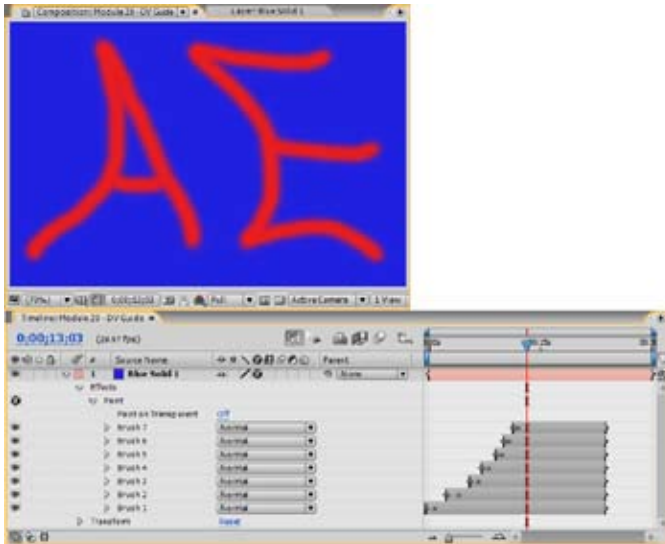 Composition: Module 20 - DV Guide
Layer: Blue Solid 1
AE
Full
Active Camera
1 View
Timeline: Module 20 - DV Guide
0;00;13;03
Source Name
Parent
1 Blue Solid 1
None
Effects
Paint
Paint on Transparent Off
Brush 7 Normal
Brush 6 Normal
Brush 5 Normal
Brush 4 Normal
Brush 3 Normal
Brush 2 Normal
Brush 1 Normal
Transform Reset